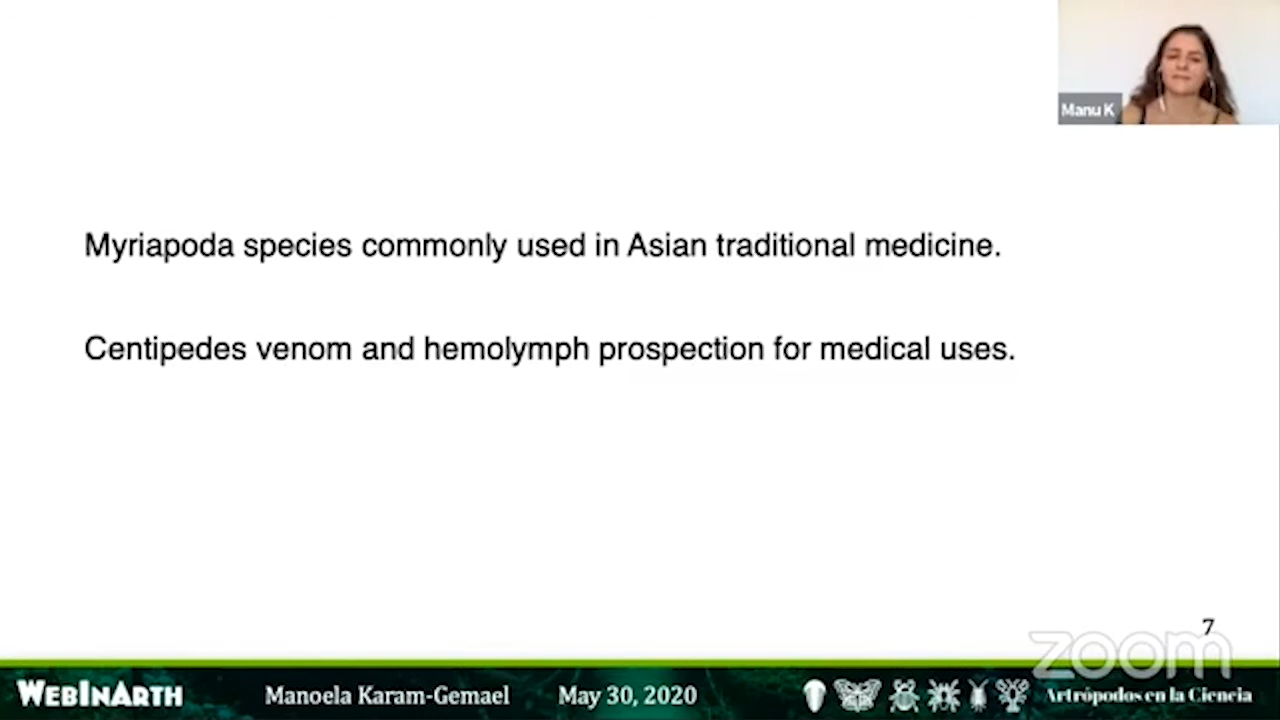 Manu K
Myriapoda species commonly used in Asian traditional medicine.
Centipedes venom and hemolymph prospection for medical uses.
7
zoom
WEBINARTH Manoela Karam-Gemael May 30, 2020 Artrópodos en la Ciencia